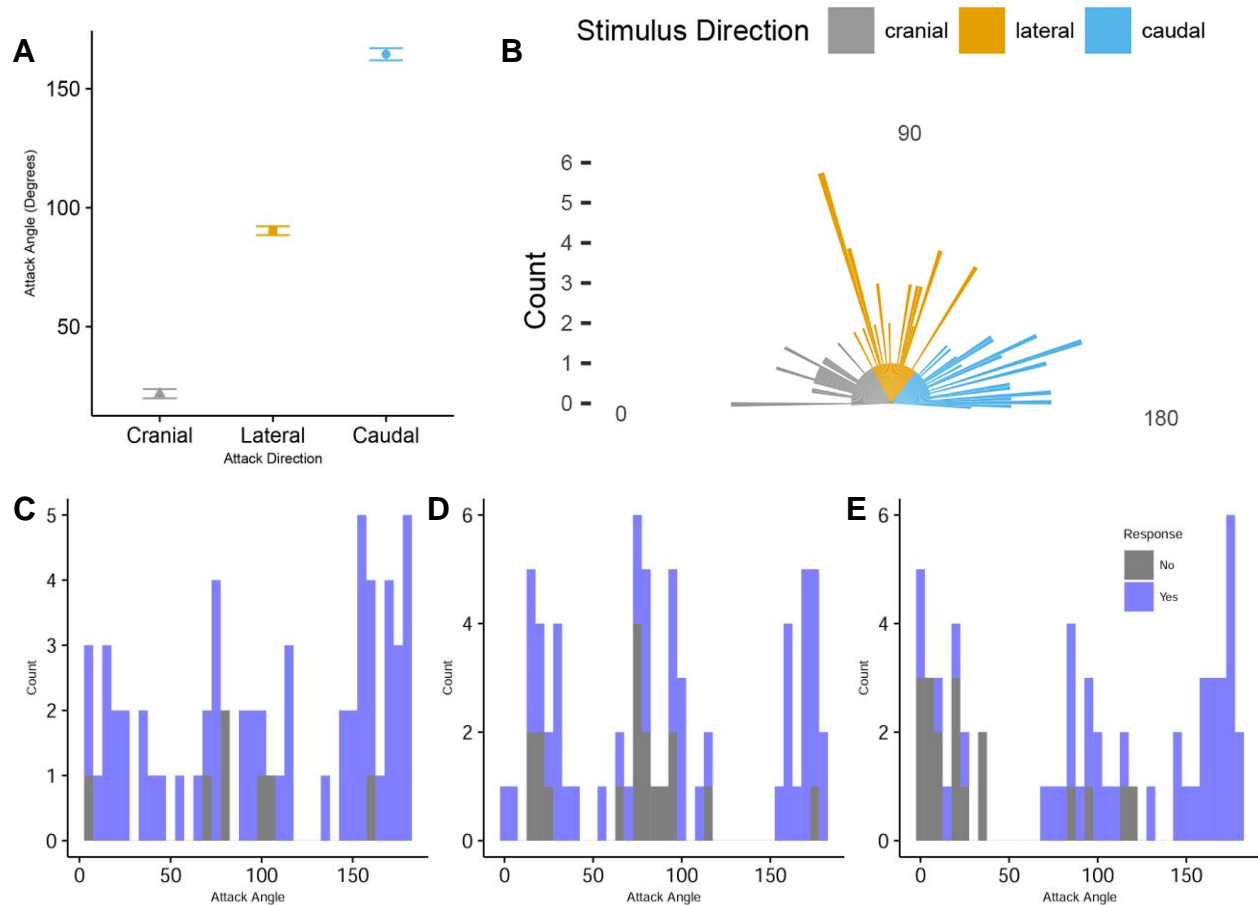 A
150
100
50
Attack Angle (Degrees)
Cranial Lateral Caudal
Attack Direction
Stimulus Direction cranial lateral caudal
B
90
6
5
4
3
2
1
0
Count
0
180
C
5
4
3
2
1
0
Count
0 50 100 150
Attack Angle
D
6
4
2
0
Count
0 50 100 150
Attack Angle
E
6
4
2
0
Count
Response
No
Yes
0 50 100 150
Attack Angle